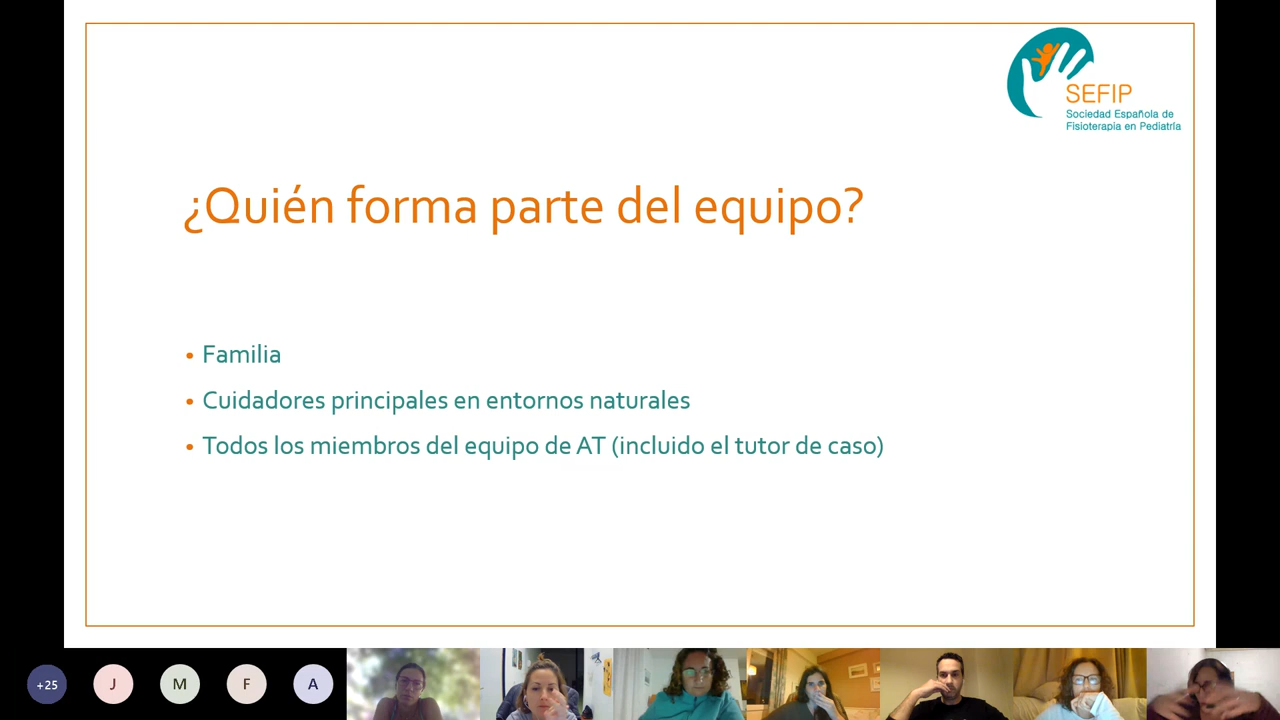 SEFIP
Sociedad Española de
Fisioterapia en Pediatría
¿Quién forma parte del equipo?
• Familia
• Cuidadores principales en entornos naturales
• Todos los miembros del equipo de AT (incluido el tutor de caso)
+25
J
M
F
A